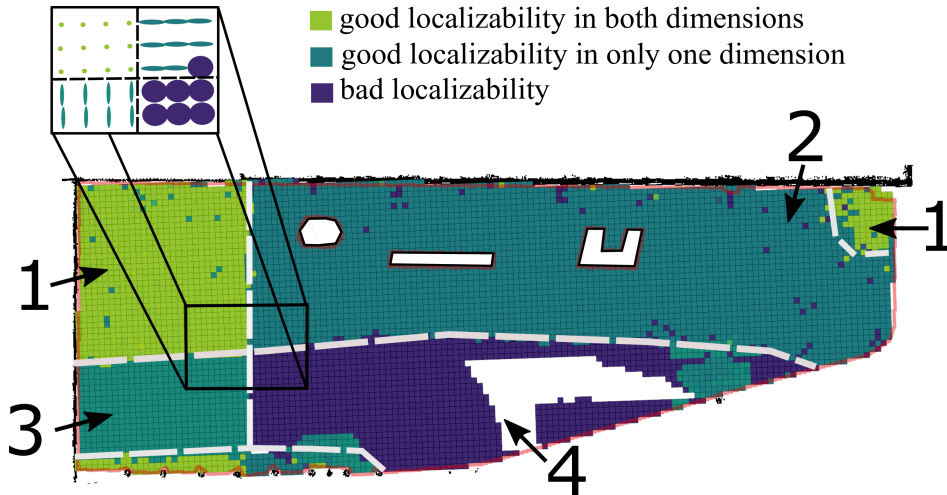 good localizability in both dimensions
good localizability in only one dimension
bad localizability
2
1
1
3
4